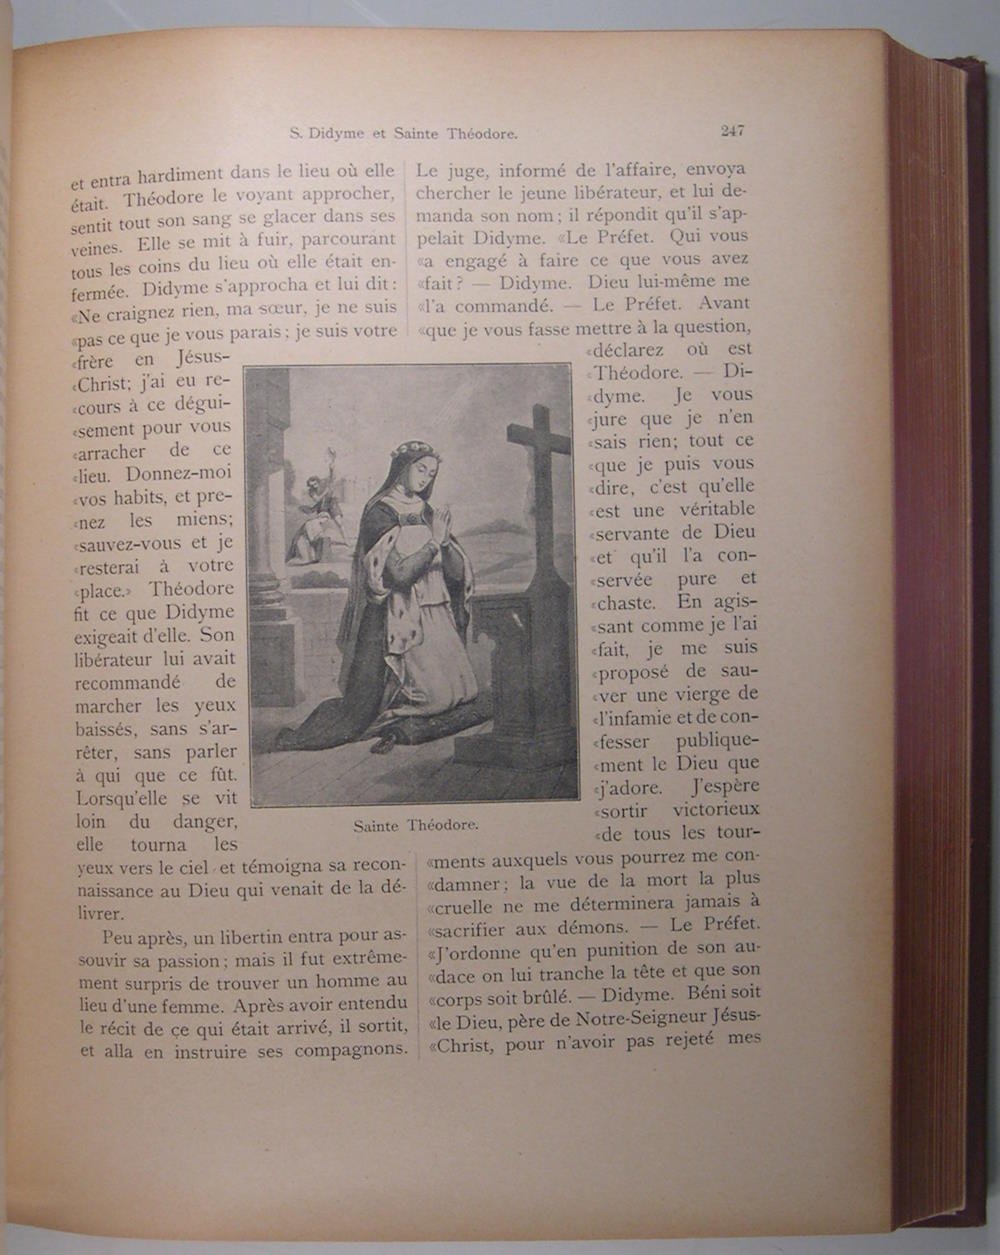 S. Didyme et Sainte Théodore.
247
et entra hardiment dans le lieu où elle
était. Théodore le voyant approcher,
sentit tout son sang se glacer dans ses
veines. Elle se mit à fuir, parcourant
tous les coins du lieu où elle était en-
fermée. Didyme s'approcha et lui dit:
«Ne craignez rien, ma sœur, je ne suis
«pas ce que je vous parais; je suis votre
«frère en Jésus-
«Christ; j'ai eu re-
«cours à ce dégui-
«sement pour vous
«arracher de ce
«lieu. Donnez-moi
«vos habits, et pre-
«nez les miens;
«sauvez-vous et je
«resterai à votre
«place.» Théodore
fit ce que Didyme
exigeait d'elle. Son
libérateur lui avait
recommandé de
marcher les yeux
baissés, sans s'ar-
rêter, sans parler
à qui que ce fût.
Lorsqu'elle se vit
loin du danger,
elle tourna les
yeux vers le ciel et témoigna sa recon-
naissance au Dieu qui venait de la dé-
livrer.
Peu après, un libertin entra pour as-
souvir sa passion; mais il fut extrême-
ment surpris de trouver un homme au
lieu d'une femme. Après avoir entendu
le récit de ce qui était arrivé, il sortit,
et alla en instruire ses compagnons.
Sainte Théodore.
Le juge, informé de l'affaire, envoya
chercher le jeune libérateur, et lui de-
manda son nom; il répondit qu'il s'ap-
pelait Didyme. «Le Préfet. Qui vous
«a engagé à faire ce que vous avez
«fait? — Didyme. Dieu lui-même me
«l'a commandé. — Le Préfet. Avant
«que je vous fasse mettre à la question,
«déclarez où est
«Théodore. — Di-
«dyme. Je vous
«jure que je n'en
«sais rien; tout ce
«que je puis vous
«dire, c'est qu'elle
«est une véritable
«servante de Dieu
«et qu'il l'a con-
«servée pure et
«chaste. En agis-
«sant comme je l'ai
«fait, je me suis
«proposé de sau-
«ver une vierge de
«l'infamie et de con-
«fesser publique-
«ment le Dieu que
«j'adore. J'espère
«sortir victorieux
«de tous les tour-
«ments auxquels vous pourrez me con-
«damner; la vue de la mort la plus
«cruelle ne me déterminera jamais à
«sacrifier aux démons. — Le Préfet.
«J'ordonne qu'en punition de son au-
«dace on lui tranche la tête et que son
«corps soit brûlé. — Didyme. Béni soit
«le Dieu, père de Notre-Seigneur Jésus-
«Christ, pour n'avoir pas rejeté mes